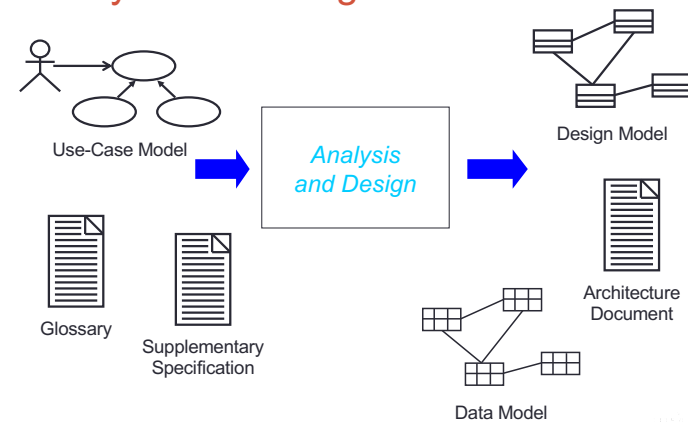 Use-Case Model
Analysis
and Design
Design Model
Glossary
Supplementary
Specification
Architecture
Document
Data Model